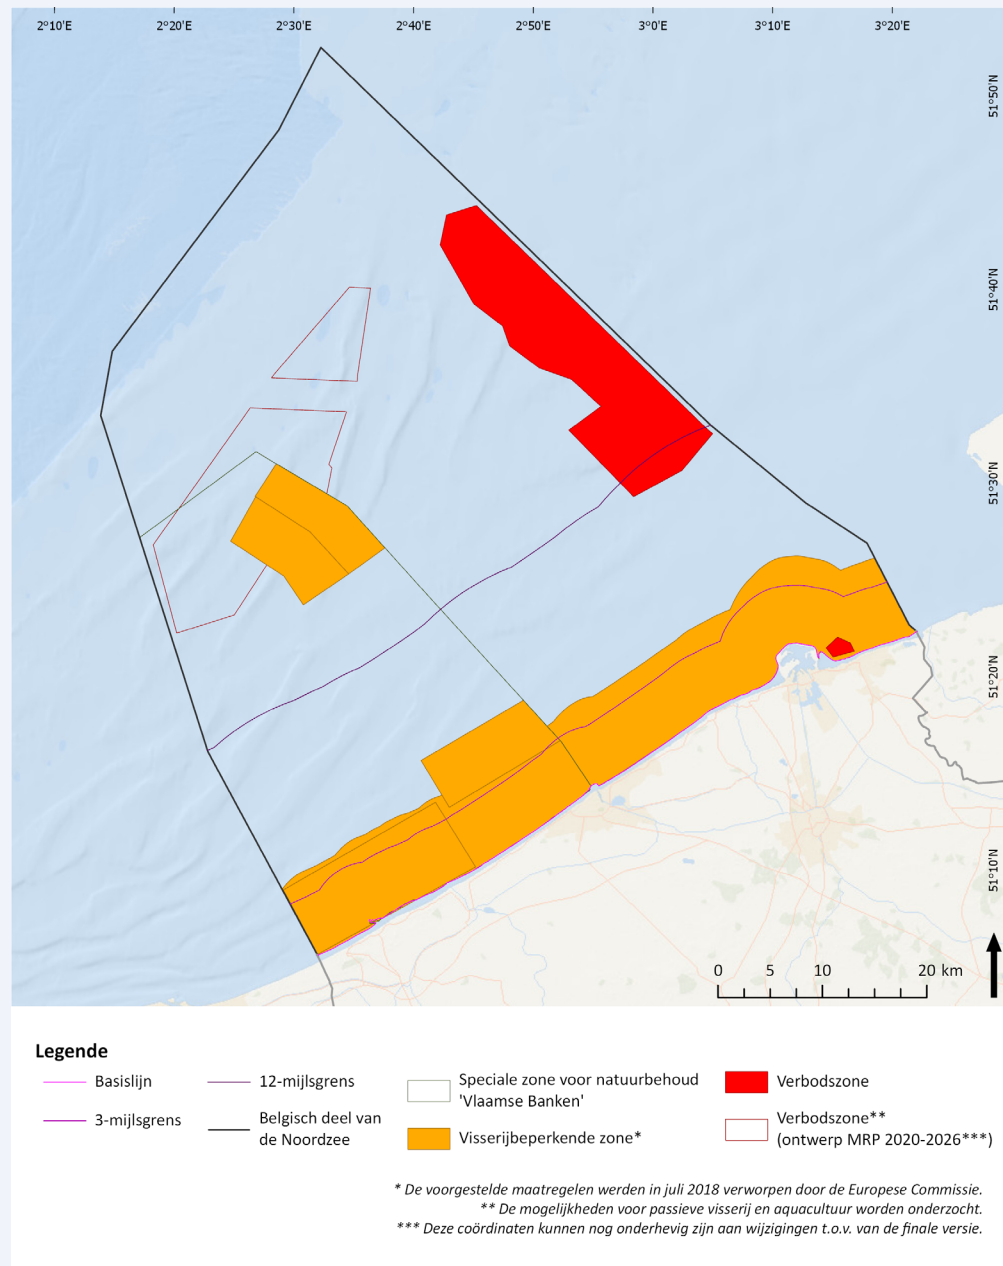 2°10'E 2°20'E 2°30'E 2°40'E 2°50'E 3°0'E 3°10'E 3°20'E
51°50'N
51°40'N
51°30'N
51°20'N
51°10'N
0 5 10 20 km
Legende
Basislijn
3-mijlsgrens
12-mijlsgrens
Belgisch deel van
de Noordzee
Speciale zone voor natuurbehoud
'Vlaamse Banken'
Visserijbeperkende zone*
Verbodszone
Verbodszone**
(ontwerp MRP 2020-2026***)
* De voorgestelde maatregelen werden in juli 2018 verworpen door de Europese Commissie.
** De mogelijkheden voor passieve visserij en aquacultuur worden onderzocht.
*** Deze coördinaten kunnen nog onderhevig zijn aan wijzigingen t.o.v. van de finale versie.